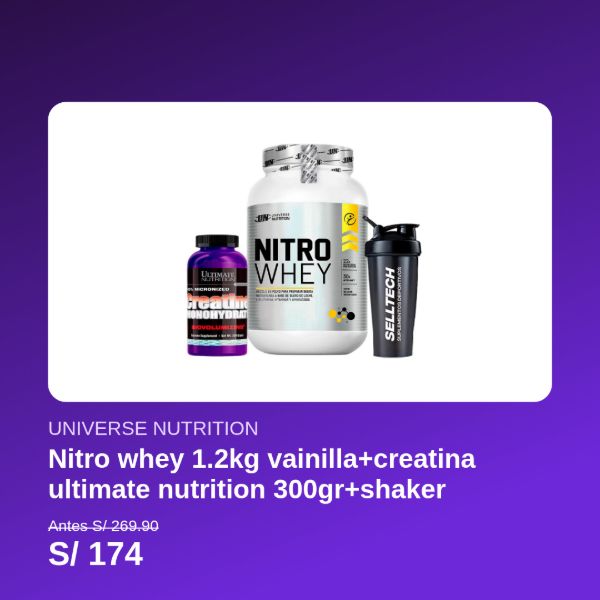 UN UNIVERSE NUTRITION
NITRO
WHEY
ULTIMATE
NUTRITION
MICRONIZED
Creatine
MONOHYDRATE
SELLTECH
SUPLEMENTOS DEPORTIVOS
UNIVERSE NUTRITION
Nitro whey 1.2kg vainilla+creatina
ultimate nutrition 300gr+shaker
Antes S/ 269.90
S/ 174